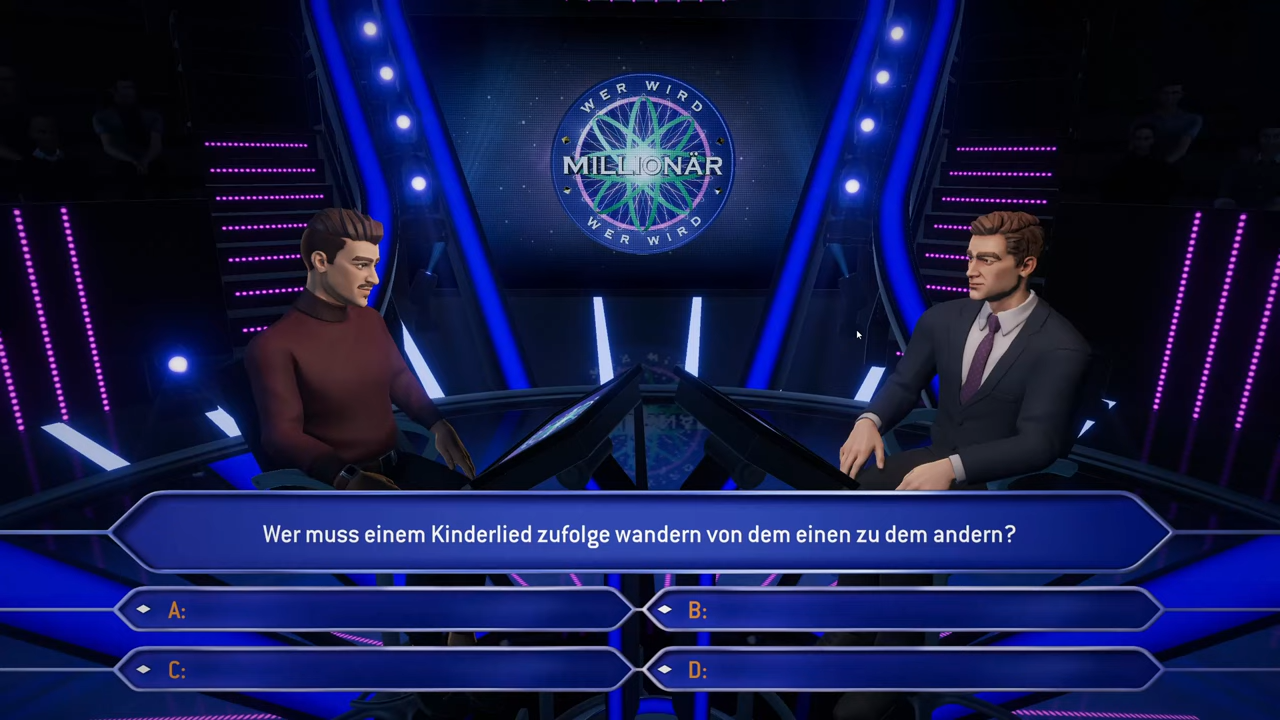 WER WIRD
MILLIONÄR
WER WIRD
Wer muss einem Kinderlied zufolge wandern von dem einen zu dem andern?
A:
B:
C:
D: